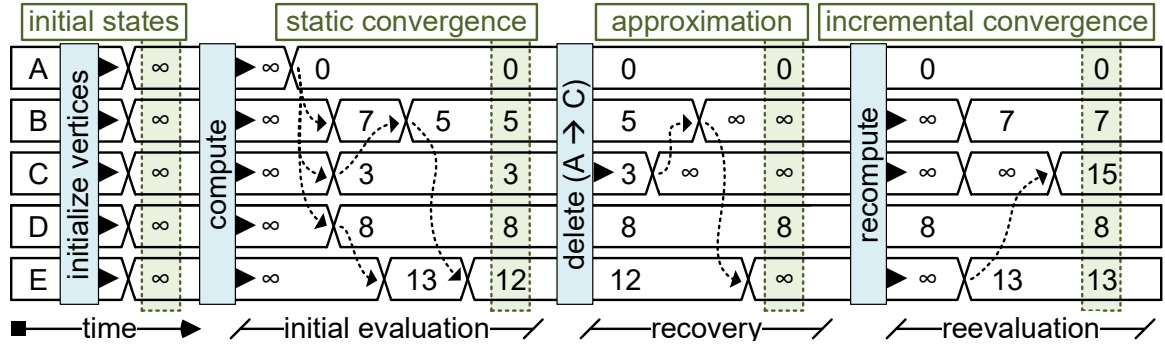 initial states static convergence approximation incremental convergence
initialize vertices
compute
delete (A → C)
recompute
A ∞ ∞ 0 0 0 0 0 0
B ∞ ∞ 7 5 5 5 ∞ ∞ ∞ 7 7
C ∞ ∞ 3 3 3 ∞ ∞ ∞ ∞ 15
D ∞ ∞ 8 8 8 8 8 8
E ∞ ∞ 13 12 12 ∞ ∞ 13 13
time initial evaluation recovery reevaluation